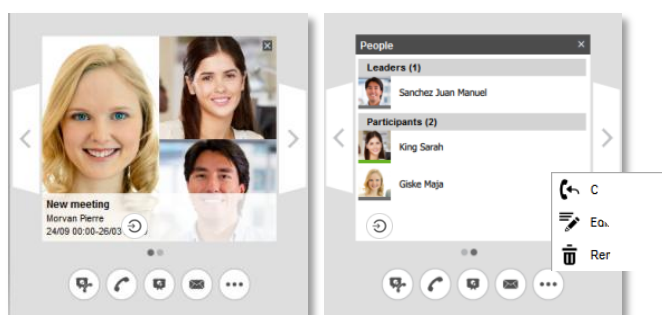 New meeting
Morvan Pierre
24/09 00:00-26/03
People
Leaders (1)
Sanchez Juan Manuel
Participants (2)
King Sarah
Giske Maja
C
Rer